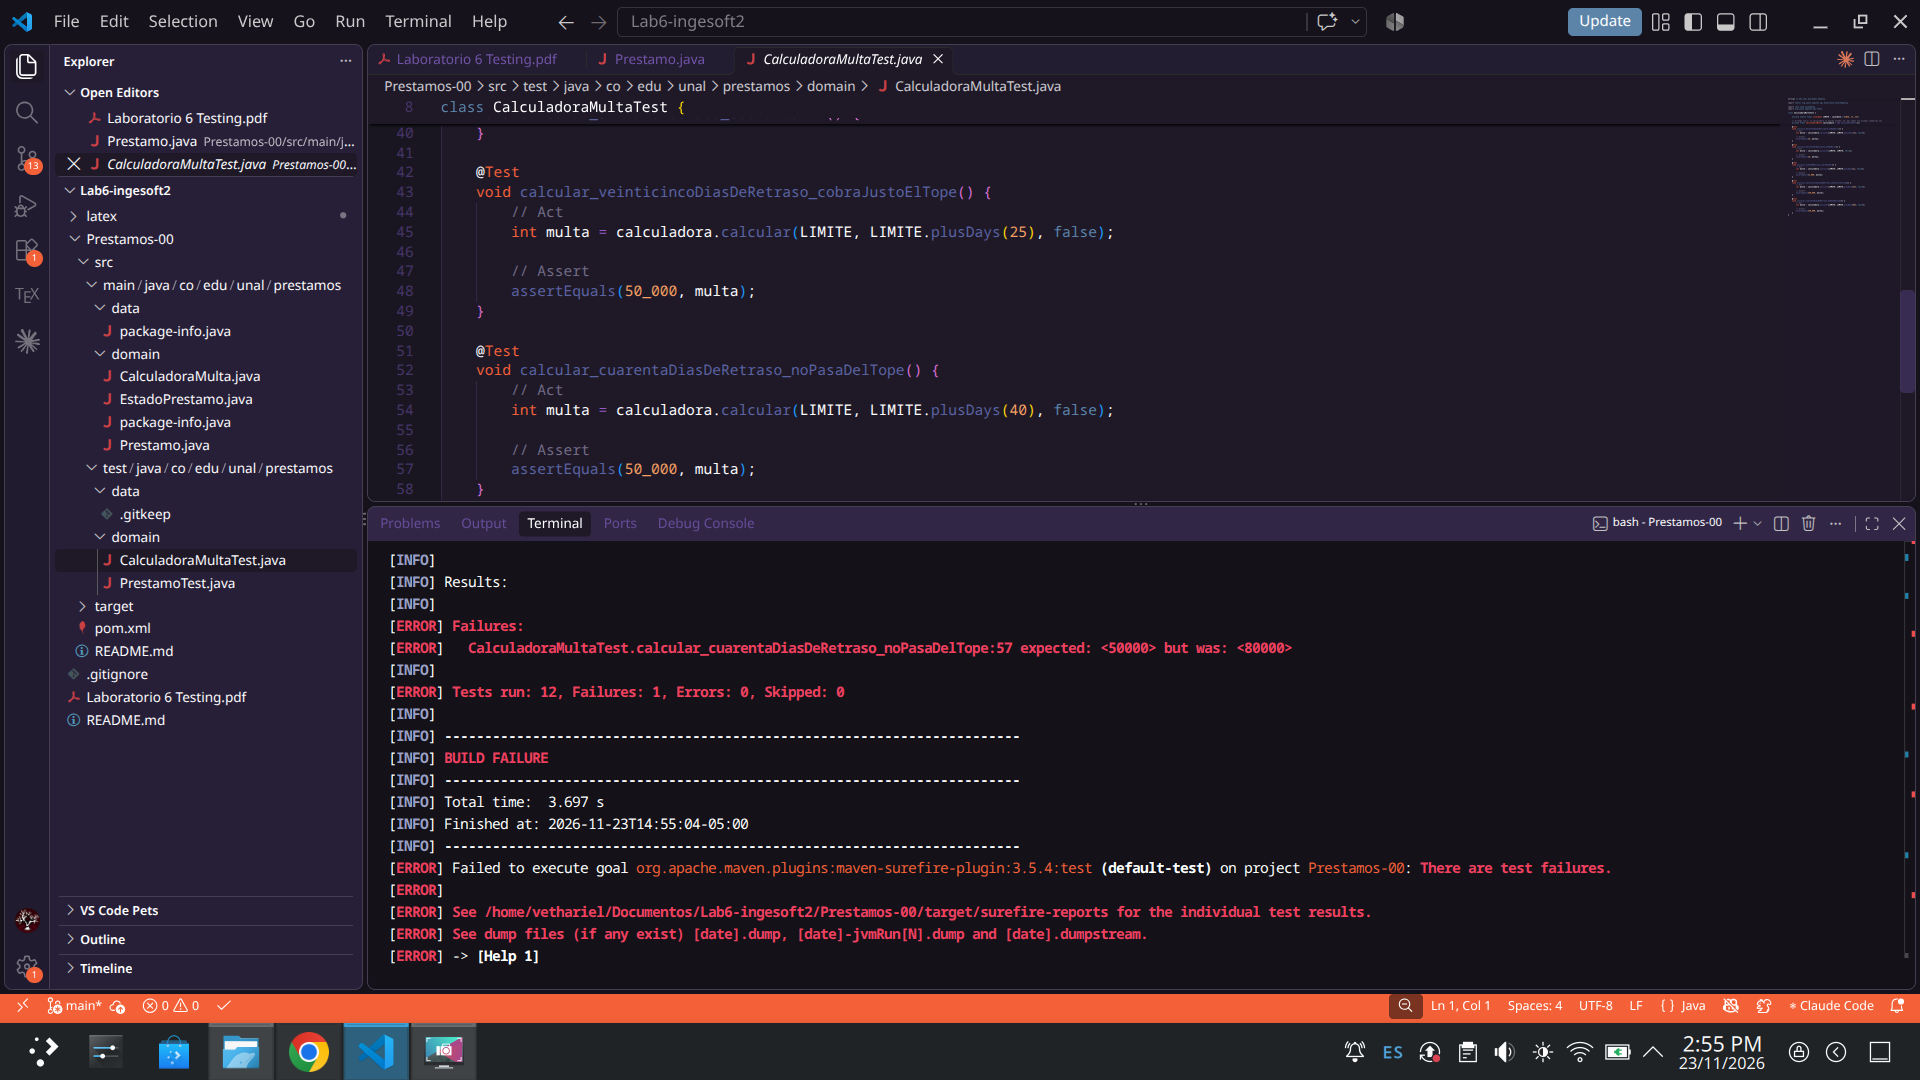 File Edit Selection View Go Run Terminal Help
Lab6-ingesoft2
Update
Explorer
Open Editors
Laboratorio 6 Testing.pdf
Prestamo.java Prestamos-00/src/main/j...
CalculadoraMultaTest.java Prestamos-00...
Lab6-ingesoft2
latex
Prestamos-00
src
main / java / co / edu / unal / prestamos
data
package-info.java
domain
CalculadoraMulta.java
EstadoPrestamo.java
package-info.java
Prestamo.java
test / java / co / edu / unal / prestamos
data
.gitkeep
domain
CalculadoraMultaTest.java
PrestamoTest.java
target
pom.xml
README.md
.gitignore
Laboratorio 6 Testing.pdf
README.md
VS Code Pets
Outline
Timeline
13
1
TEX
1
Laboratorio 6 Testing.pdf Prestamo.java CalculadoraMultaTest.java
Prestamos-00 > src > test > java > co > edu > unal > prestamos > domain > CalculadoraMultaTest.java
8 class CalculadoraMultaTest {
40 }
41
42 @Test
43 void calcular_veinticincoDiasDeRetraso_cobraJustoElTope() {
44 // Act
45 int multa = calculadora.calcular(LIMITE, LIMITE.plusDays(25), false);
46
47 // Assert
48 assertEquals(50_000, multa);
49 }
50
51 @Test
52 void calcular_cuarentaDiasDeRetraso_noPasaDelTope() {
53 // Act
54 int multa = calculadora.calcular(LIMITE, LIMITE.plusDays(40), false);
55
56 // Assert
57 assertEquals(50_000, multa);
58 }
Problems Output Terminal Ports Debug Console
bash - Prestamos-00
[INFO]
[INFO] Results:
[INFO]
[ERROR] Failures:
[ERROR]   CalculadoraMultaTest.calcular_cuarentaDiasDeRetraso_noPasaDelTope:57 expected: <50000> but was: <80000>
[INFO]
[ERROR] Tests run: 12, Failures: 1, Errors: 0, Skipped: 0
[INFO]
[INFO] ------------------------------------------------------------------------
[INFO] BUILD FAILURE
[INFO] ------------------------------------------------------------------------
[INFO] Total time:  3.697 s
[INFO] Finished at: 2026-11-23T14:55:04-05:00
[INFO] ------------------------------------------------------------------------
[ERROR] Failed to execute goal org.apache.maven.plugins:maven-surefire-plugin:3.5.4:test (default-test) on project Prestamos-00: There are test failures.
[ERROR]
[ERROR] See /home/vethariel/Documentos/Lab6-ingesoft2/Prestamos-00/target/surefire-reports for the individual test results.
[ERROR] See dump files (if any exist) [date].dump, [date]-jvmRun[N].dump and [date].dumpstream.
[ERROR] -> [Help 1]
main* 0 0
Ln 1, Col 1 Spaces: 4 UTF-8 LF { } Java Claude Code
ES
2:55 PM
23/11/2026